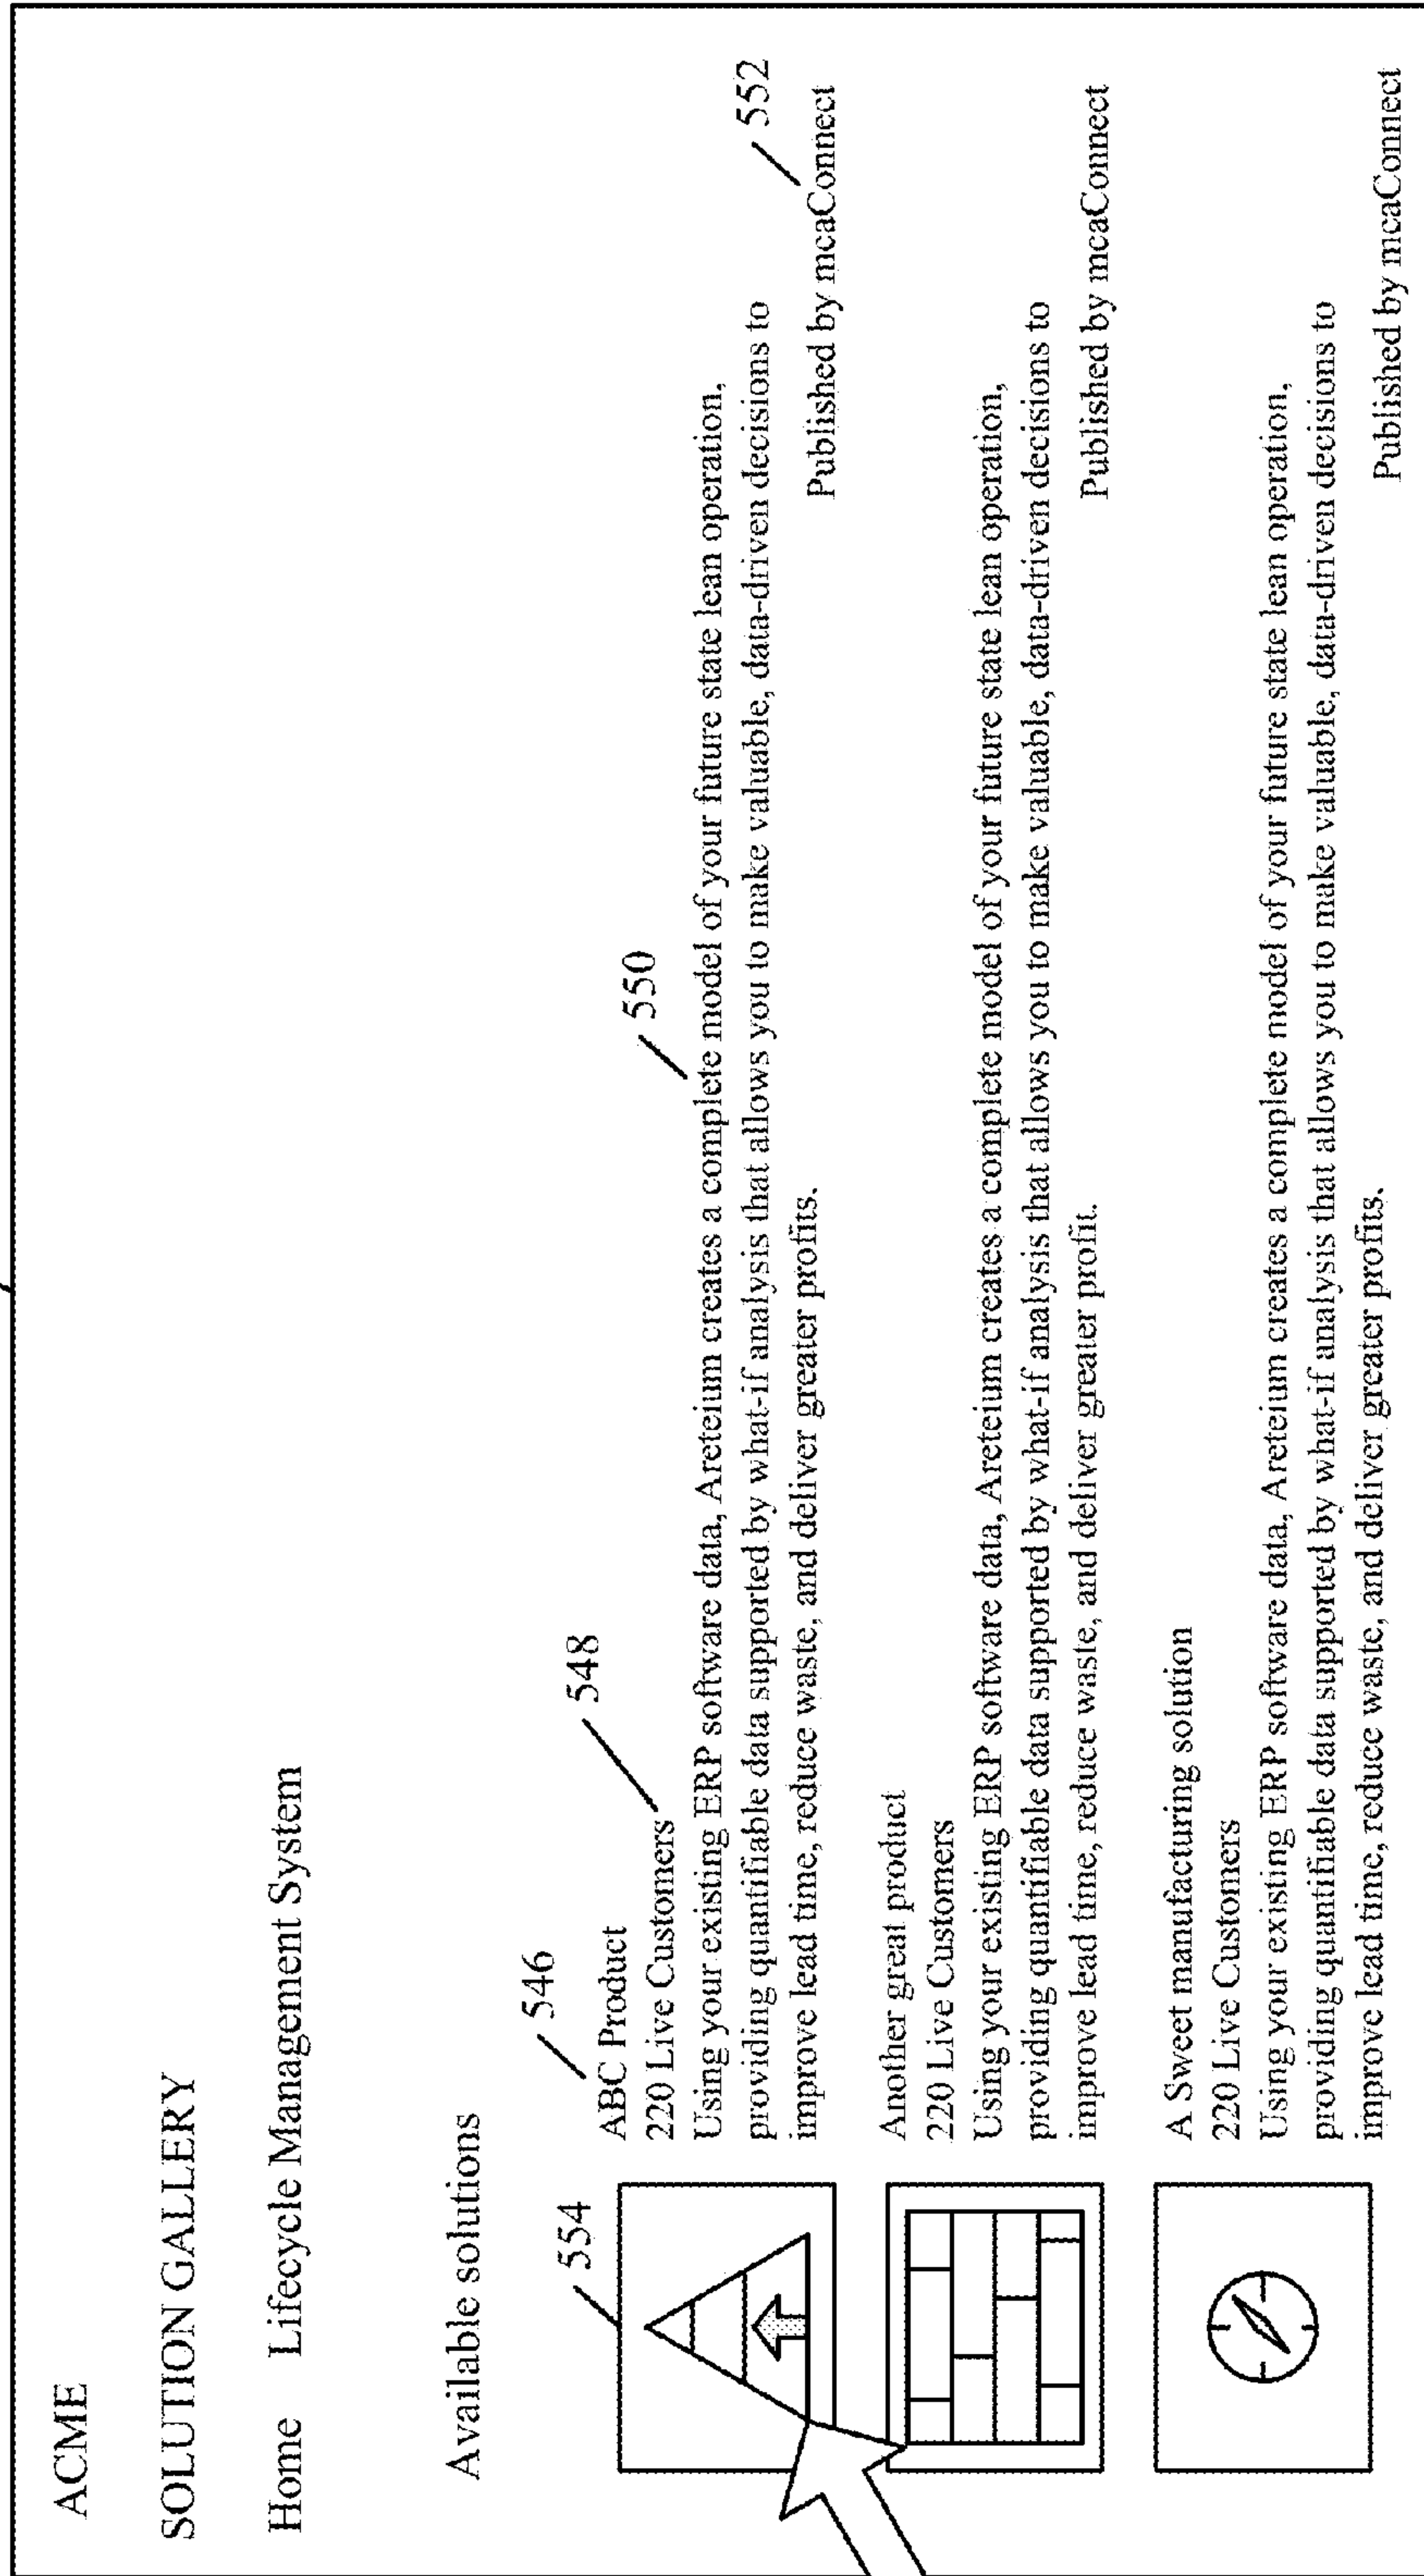 ACME
SOLUTION GALLERY
Home Lifecycle Management System
Available solutions
554
546
ABC Product
548
220 Live Customers
550
Using your existing ERP software data, Areteium creates a complete model of your future state lean operation,
providing quantifiable data supported by what-if analysis that allows you to make valuable, data-driven decisions to
improve lead time, reduce waste, and deliver greater profits.
552
Published by mcaConnect
Another great product
220 Live Customers
Using your existing ERP software data, Areteium creates a complete model of your future state lean operation,
providing quantifiable data supported by what-if analysis that allows you to make valuable, data-driven decisions to
improve lead time, reduce waste, and deliver greater profit.
Published by mcaConnect
A Sweet manufacturing solution
220 Live Customers
Using your existing ERP software data, Areteium creates a complete model of your future state lean operation,
providing quantifiable data supported by what-if analysis that allows you to make valuable, data-driven decisions to
improve lead time, reduce waste, and deliver greater profits.
Published by mcaConnect